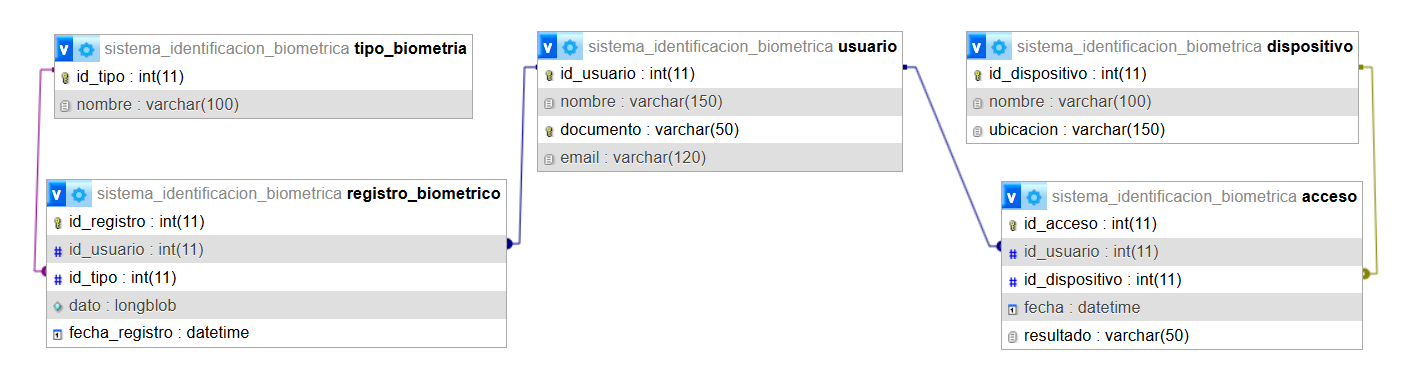 v sistema_identificacion_biometrica tipo_biometria
id_tipo : int(11)
nombre : varchar(100)
v sistema_identificacion_biometrica usuario
id_usuario : int(11)
nombre : varchar(150)
documento : varchar(50)
email : varchar(120)
v sistema_identificacion_biometrica dispositivo
id_dispositivo : int(11)
nombre : varchar(100)
ubicacion : varchar(150)
v sistema_identificacion_biometrica registro_biometrico
id_registro : int(11)
# id_usuario : int(11)
# id_tipo : int(11)
dato : longblob
fecha_registro : datetime
v sistema_identificacion_biometrica acceso
id_acceso : int(11)
# id_usuario : int(11)
# id_dispositivo : int(11)
fecha : datetime
resultado : varchar(50)